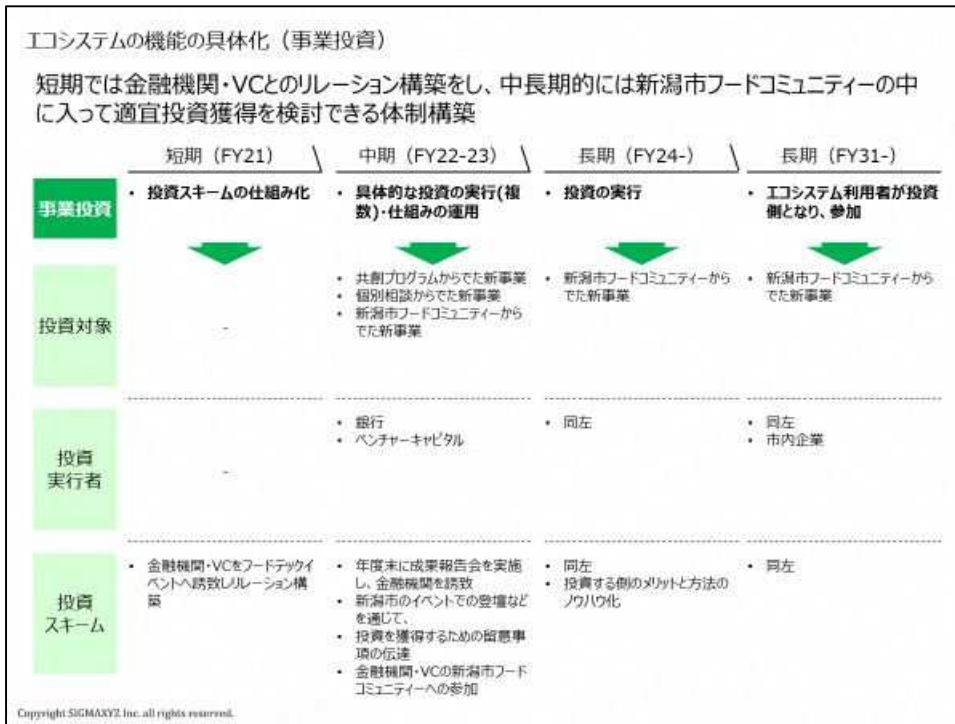 エコシステムの機能の具体化（事業投資）
短期では金融機関・VCとのリレーション構築をし、中長期的には新潟市フードコミュニティーの中
に入って適宜投資獲得を検討できる体制構築
短期（FY21）
中期（FY22-23）
長期（FY24-）
長期（FY31-）
事業投資
• 投資スキームの仕組み化
• 具体的な投資の実行(複
数)・仕組みの運用
• 投資の実行
• エコシステム利用者が投資
側となり、参加
投資対象
-
• 共創プログラムからでた新事業
• 個別相談からでた新事業
• 新潟市フードコミュニティーから
でた新事業
• 新潟市フードコミュニティーから
でた新事業
• 新潟市フードコミュニティーから
でた新事業
投資
実行者
-
• 銀行
• ベンチャーキャピタル
• 同左
• 同左
• 市内企業
投資
スキーム
• 金融機関・VCをフードテックイ
ベントへ誘致しリレーション構
築
• 年度末に成果報告会を実施
し、金融機関を誘致
• 新潟市のイベントでの登壇など
を通じて、
• 投資を獲得するための留意事
項の伝達
• 金融機関・VCの新潟市フード
コミュニティーへの参加
• 同左
• 投資する側のメリットと方法の
ノウハウ化
• 同左
Copyright SIGMAXYZ Inc. all rights reserved.